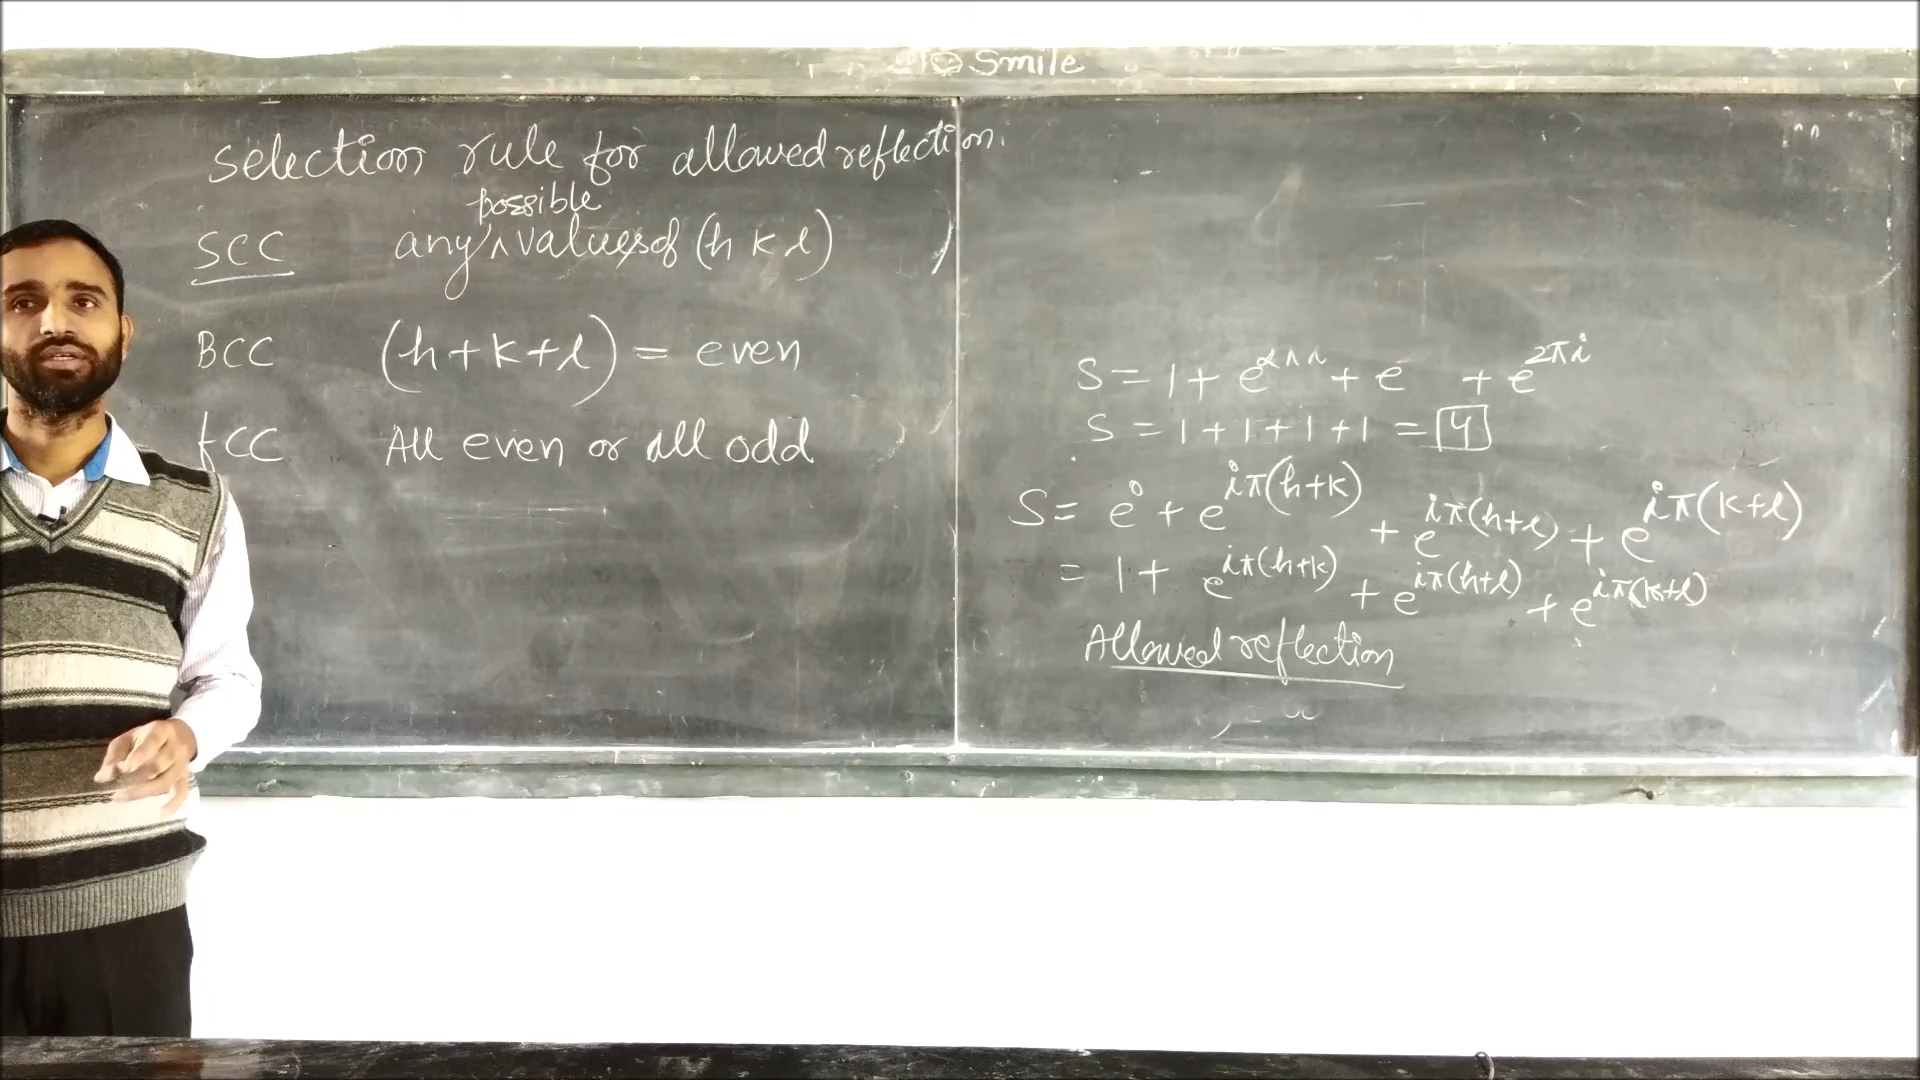 Smile
Selection rule for allowed reflection.
possible
SCC any ∧ values of (h k l)
BCC (h+k+l) = even
fCC All even or all odd
S = 1 + e^{2πi} + e + e^{2πi}
S = 1 + 1 + 1 + 1 = 4
S = e^0 + e^{iπ(h+k)} + e^{iπ(h+l)} + e^{iπ(k+l)}
= 1 + e^{iπ(h+k)} + e^{iπ(h+l)} + e^{iπ(k+l)}
Allowed reflection